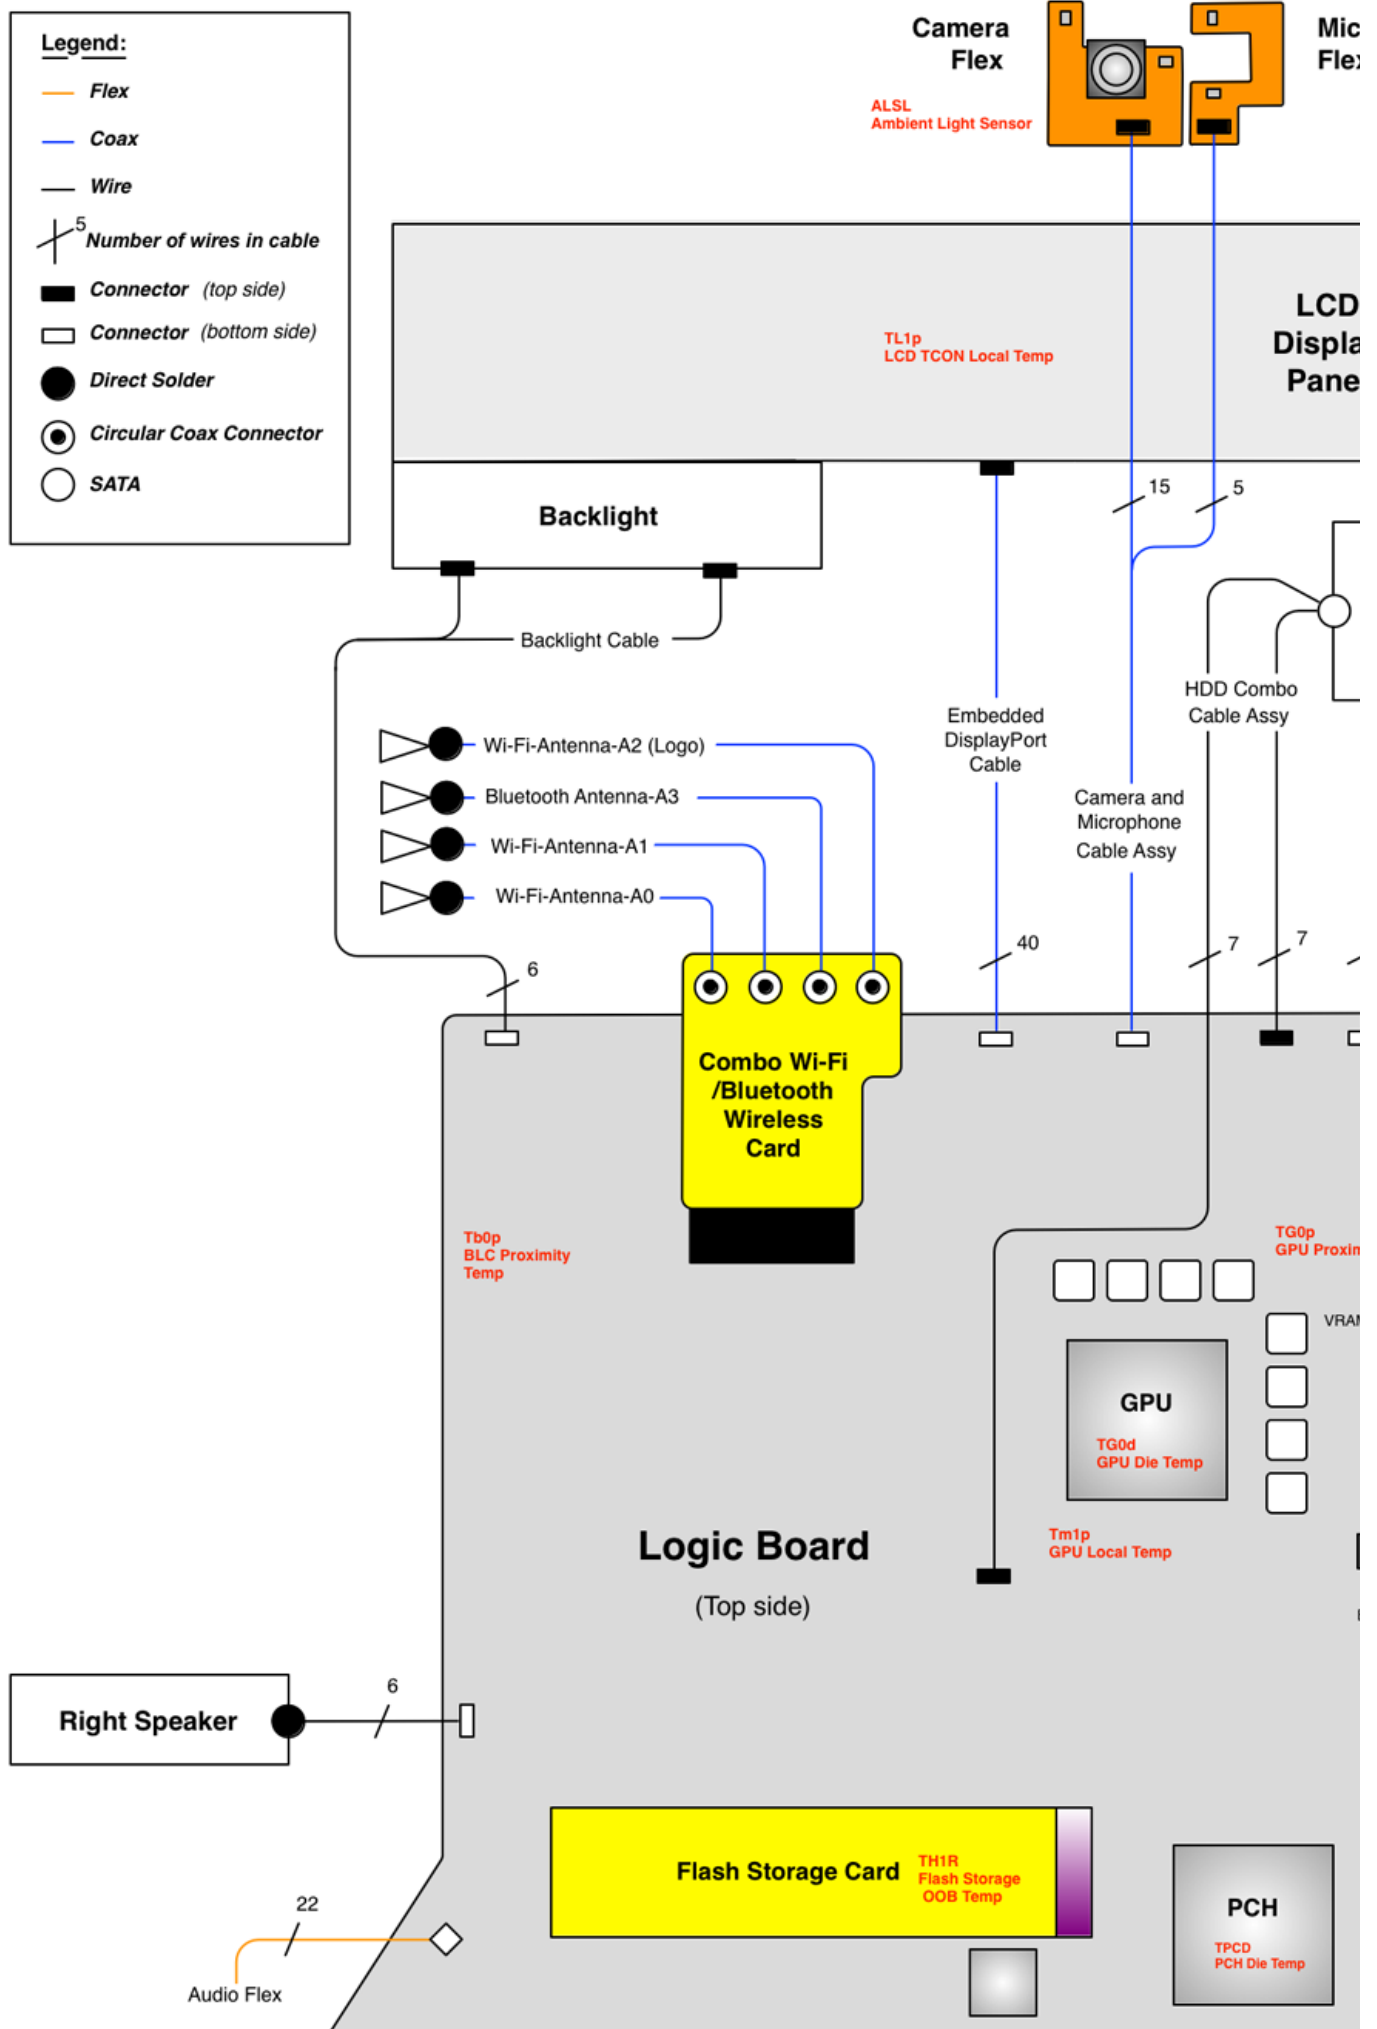 Legend:
Flex
Coax
Wire
5
Number of wires in cable
Connector (top side)
Connector (bottom side)
Direct Solder
Circular Coax Connector
SATA
Camera
Flex
Mic
ALSL
Ambient Light Sensor
LCD
TL1p
LCD TCON Local Temp
Backlight
15
5
Backlight Cable
HDD Combo
Cable Assy
Embedded
DisplayPort
Cable
Wi-Fi-Antenna-A2 (Logo)
Bluetooth Antenna-A3
Wi-Fi-Antenna-A1
Wi-Fi-Antenna-A0
Camera and
Microphone
Cable Assy
6
40
7
7
Combo Wi-Fi
/Bluetooth
Wireless
Card
Tb0p
BLC Proximity
Temp
TG0p
GPU
GPU
TG0d
GPU Die Temp
Tm1p
GPU Local Temp
Logic Board
(Top side)
Right Speaker
6
Flash Storage Card
TH1R
Flash Storage
OOB Temp
PCH
TPCD
PCH Die Temp
22
Audio Flex